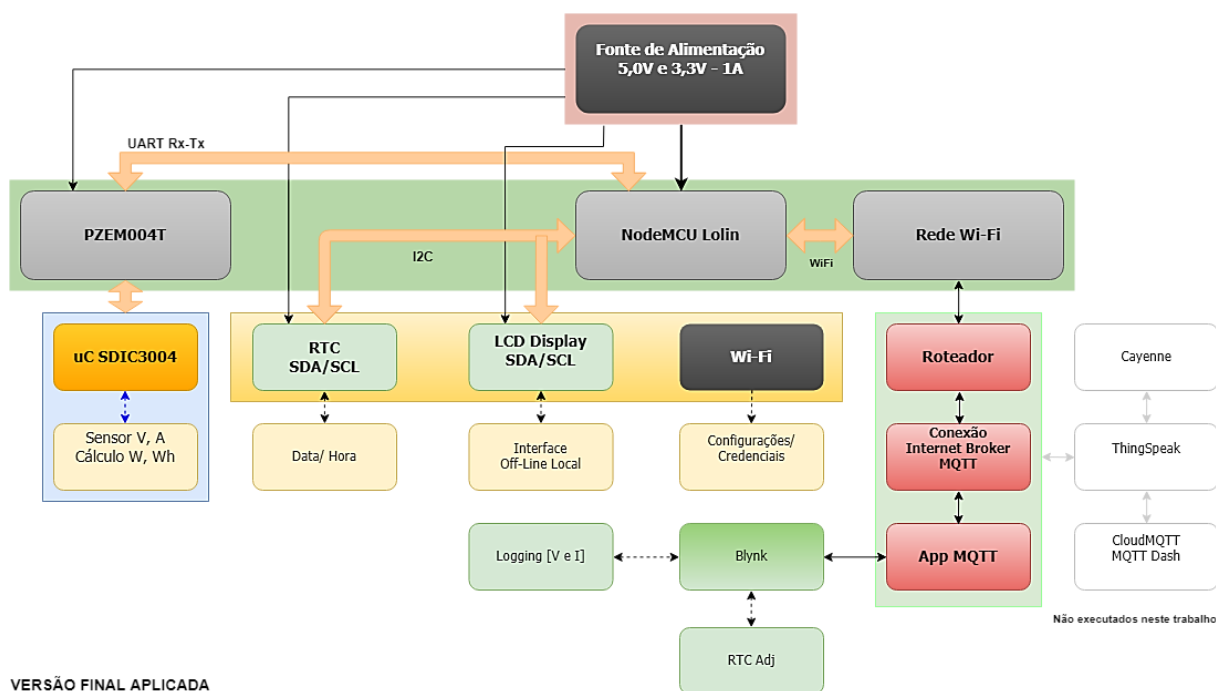 Fonte de Alimentação
5,0V e 3,3V - 1A
UART Rx-Tx
PZEM004T
NodeMCU Lolin
Rede Wi-Fi
I2C
WiFi
uC SDIC3004
RTC
SDA/SCL
LCD Display
SDA/SCL
Wi-Fi
Roteador
Cayenne
Sensor V, A
Cálculo W, Wh
Data/ Hora
Interface
Off-Line Local
Configurações/
Credenciais
Conexão
Internet Broker
MQTT
ThingSpeak
Logging [V e I]
Blynk
App MQTT
CloudMQTT
MQTT Dash
Não executados neste trabalho
RTC Adj
VERSÃO FINAL APLICADA